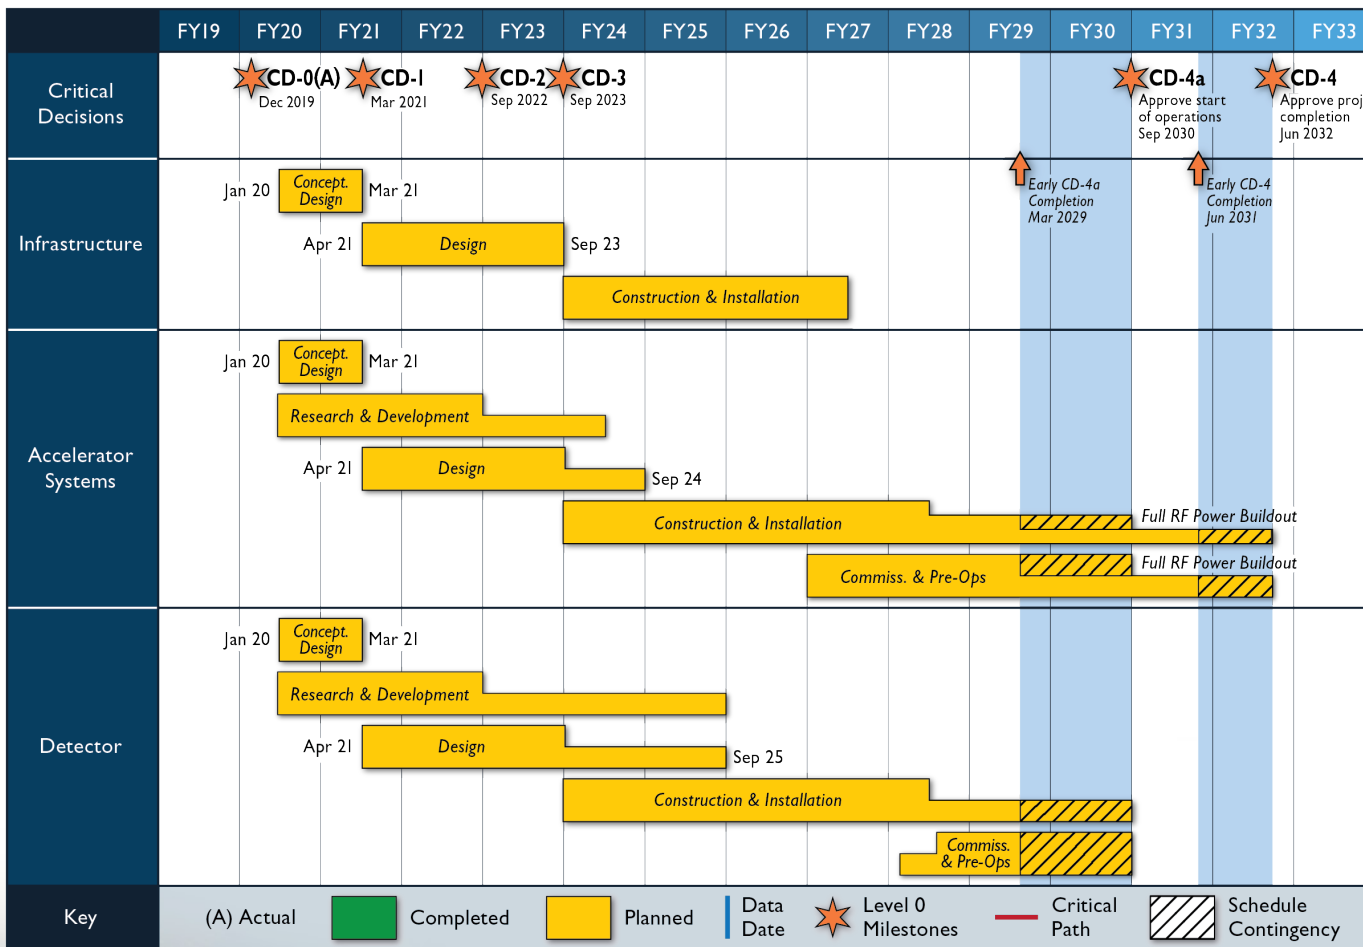 FY19 FY20 FY21 FY22 FY23 FY24 FY25 FY26 FY27 FY28 FY29 FY30 FY31 FY32 FY33
Critical
Decisions
CD-0(A)
Dec 2019
CD-1
Mar 2021
CD-2
Sep 2022
CD-3
Sep 2023
CD-4a
Approve start
of operations
Sep 2030
CD-4
Approve proj
completion
Jun 2032
Early CD-4a
Completion
Mar 2029
Early CD-4
Completion
Jun 2031
Infrastructure
Jan 20
Concept.
Design
Mar 21
Apr 21
Design
Sep 23
Construction & Installation
Accelerator
Systems
Jan 20
Concept.
Design
Mar 21
Research & Development
Apr 21
Design
Sep 24
Construction & Installation
Full RF Power Buildout
Commiss. & Pre-Ops
Full RF Power Buildout
Detector
Jan 20
Concept.
Design
Mar 21
Research & Development
Apr 21
Design
Sep 25
Construction & Installation
Commiss.
& Pre-Ops
Key
(A) Actual
Completed
Planned
Data
Date
Level 0
Milestones
Critical
Path
Schedule
Contingency